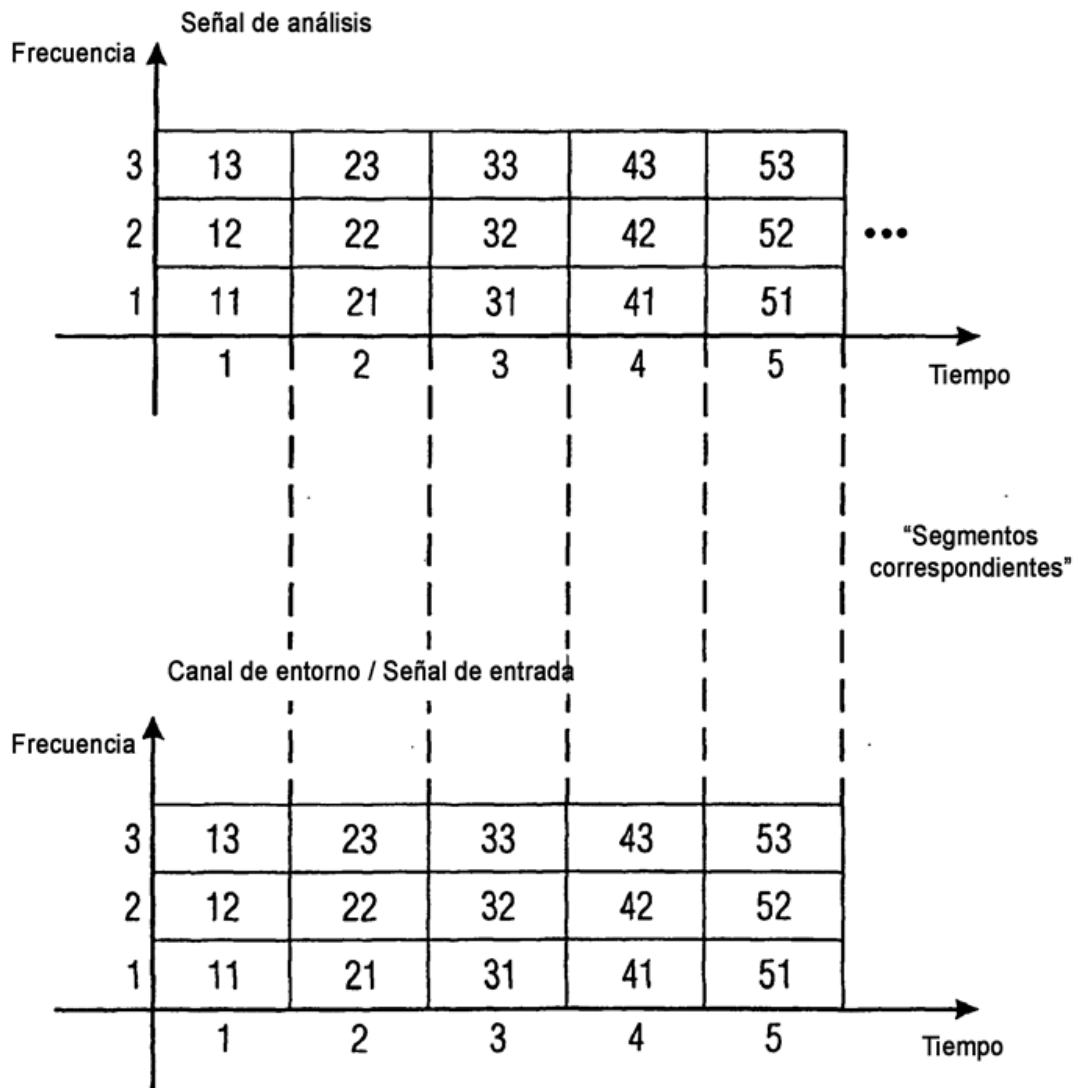 Señal de análisis
Frecuencia
3 13 23 33 43 53
2 12 22 32 42 52 •••
1 11 21 31 41 51
1 2 3 4 5
Tiempo
“Segmentos
correspondientes”
Canal de entorno / Señal de entrada
Frecuencia
3 13 23 33 43 53
2 12 22 32 42 52
1 11 21 31 41 51
1 2 3 4 5
Tiempo